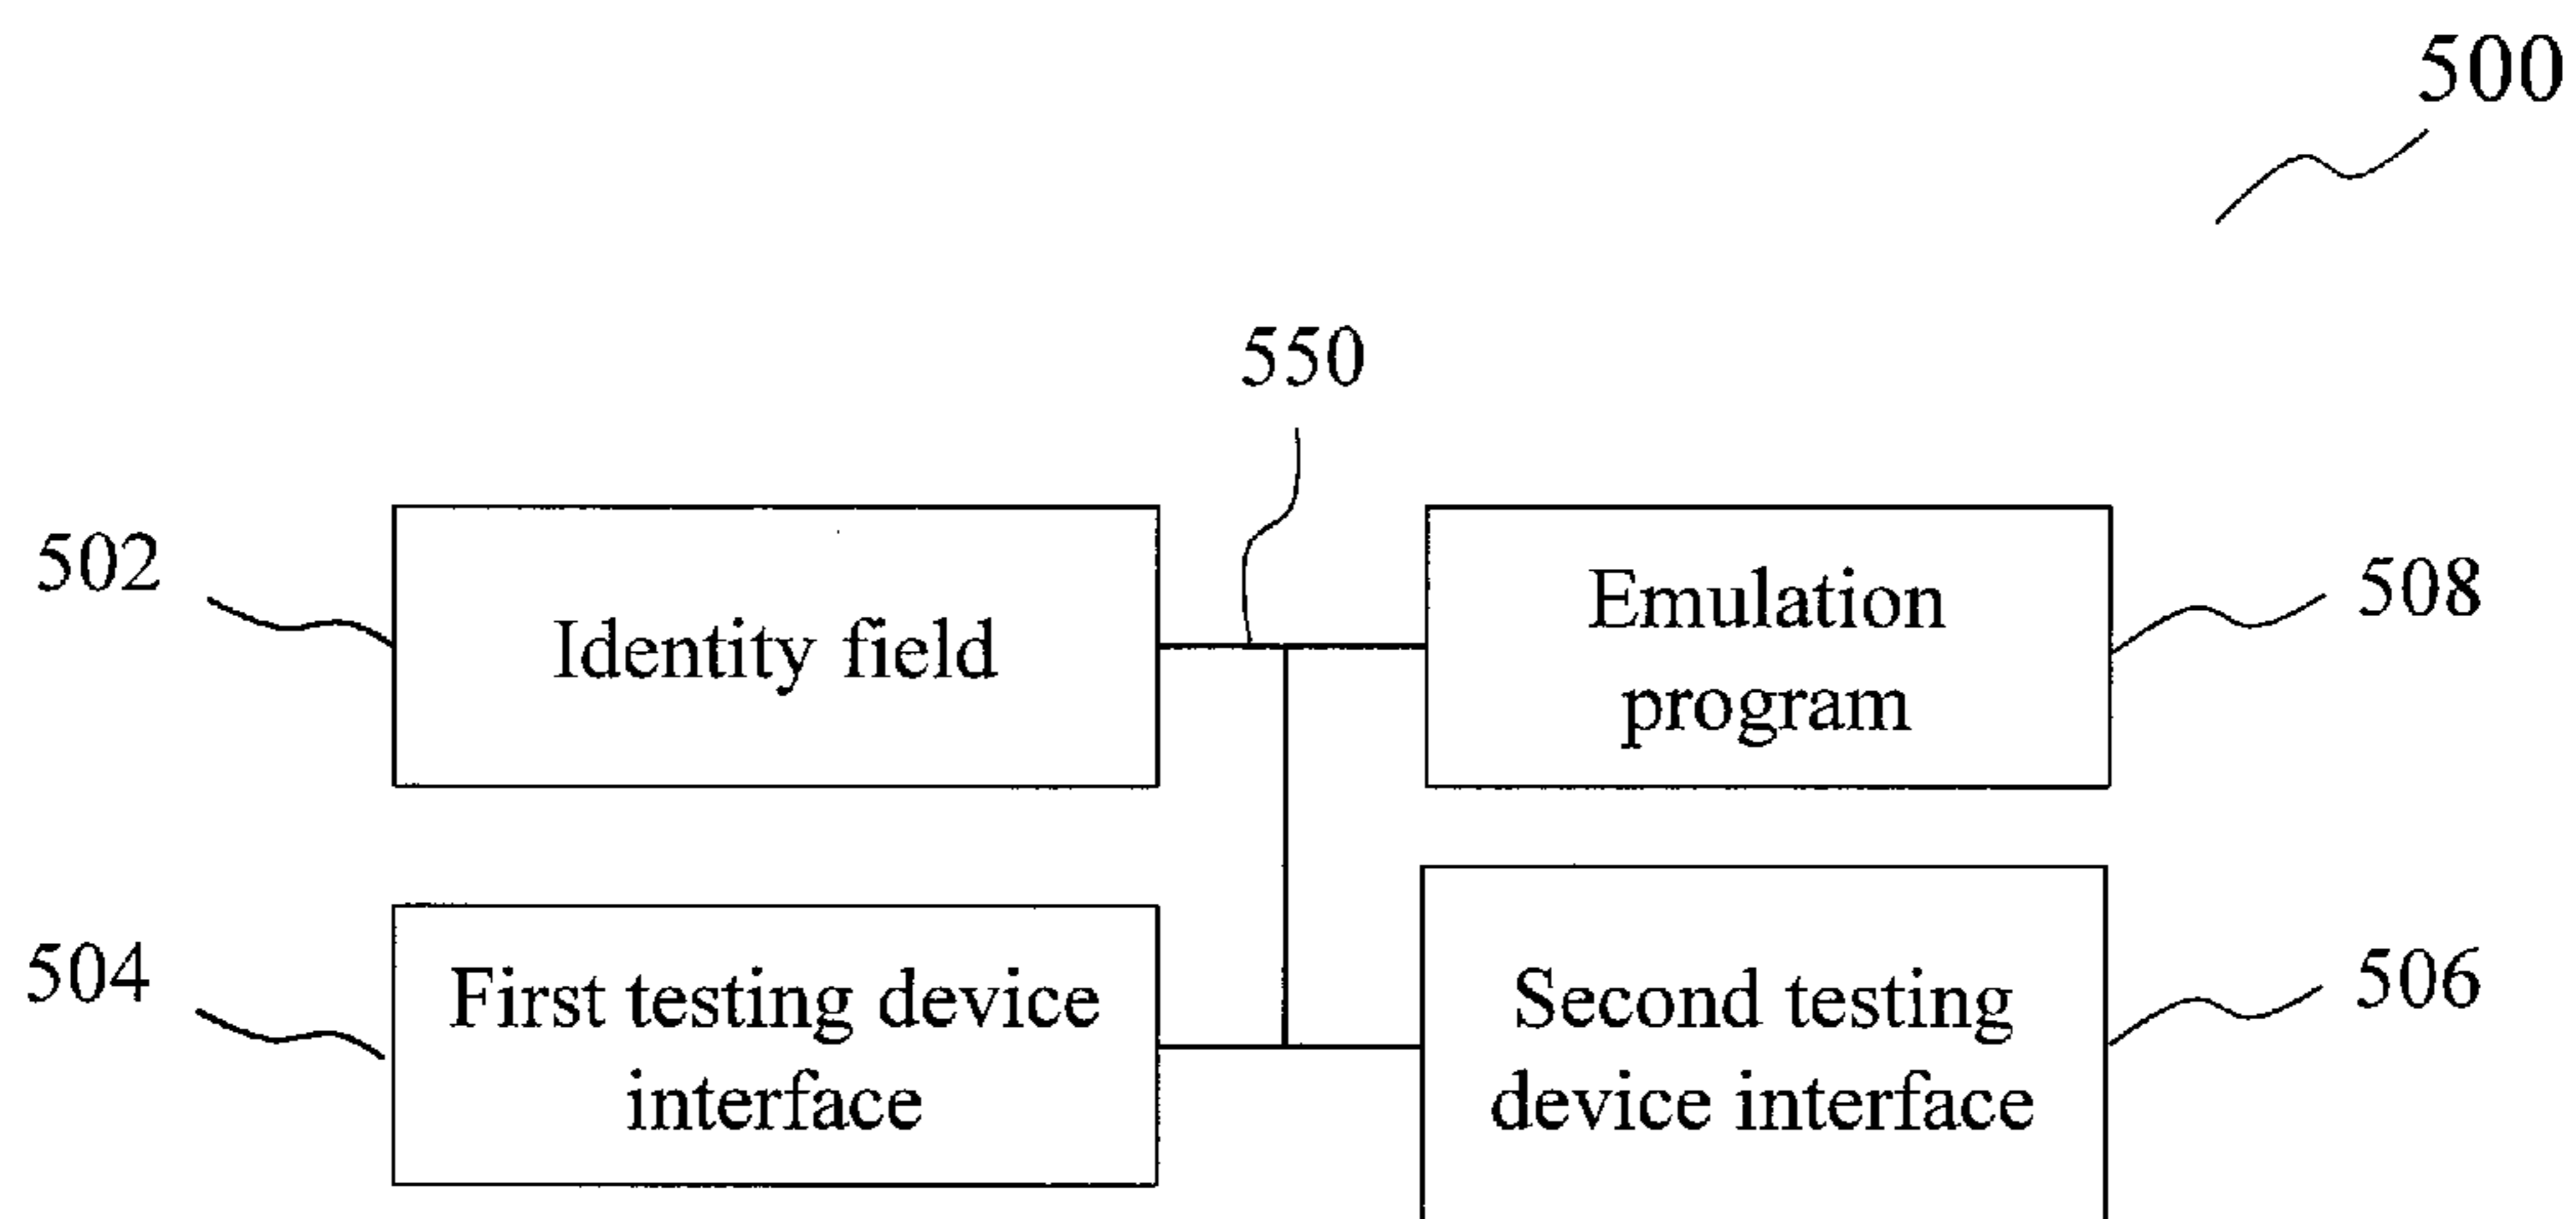 500
550
502
Identity field
Emulation
program
508
504
First testing device
interface
Second testing
device interface
506